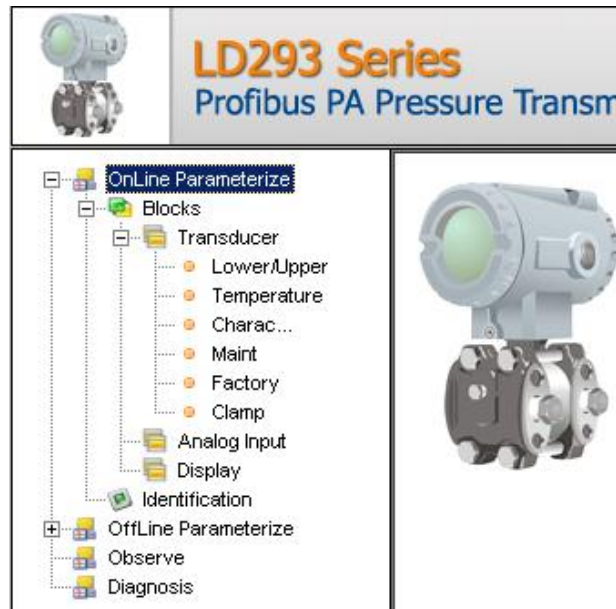 LD293 Series
Profibus PA Pressure Transm
OnLine Parameterize
Blocks
Transducer
Lower/Upper
Temperature
Charac...
Maint
Factory
Clamp
Analog Input
Display
Identification
OffLine Parameterize
Observe
Diagnosis